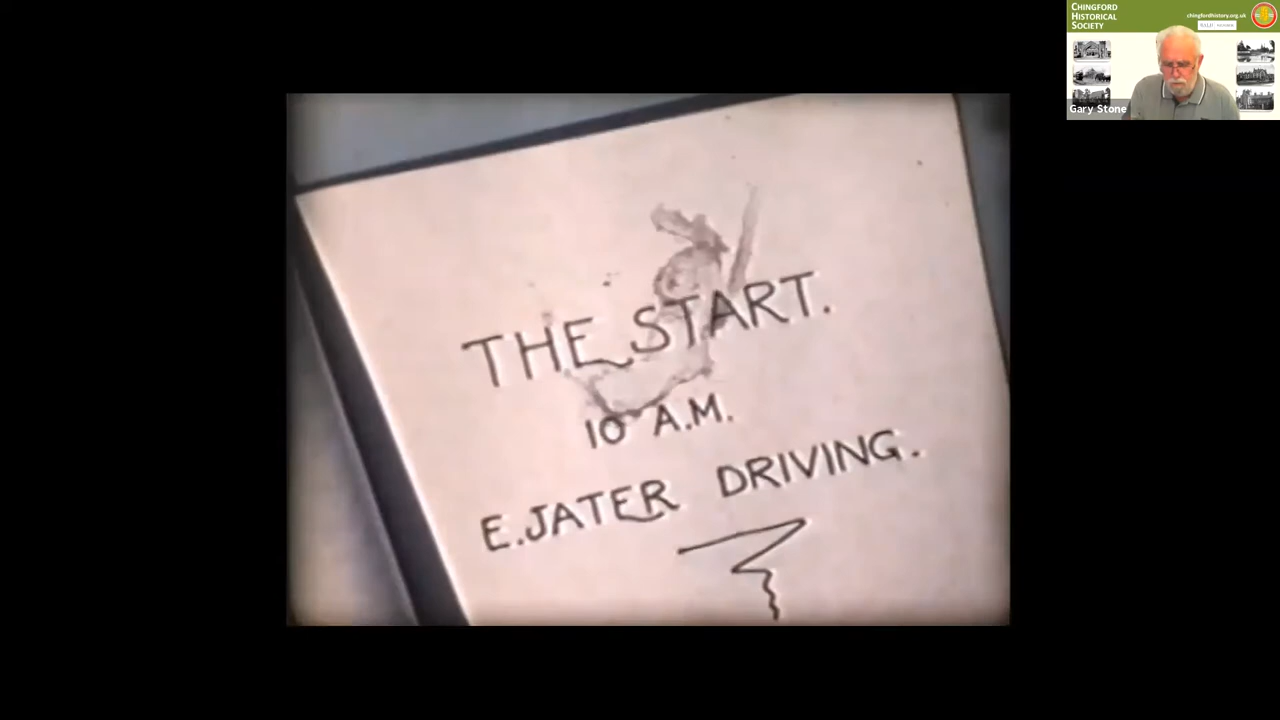 CHINGFORD
HISTORICAL
SOCIETY
chingfordhistory.org.uk
Gary Stone
THE START.
10 A.M.
E. JATER DRIVING.